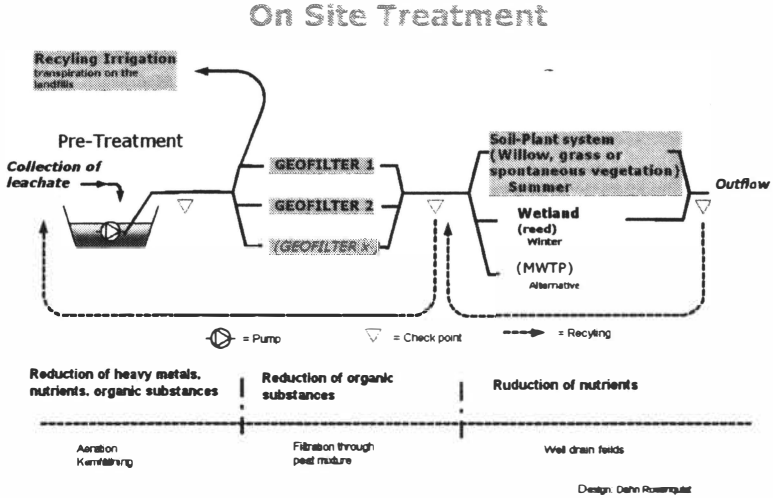 On Site Treatment
Recyling Irrigation
transpiration on the
landfills
Pre-Treatment
Collection of
leachate
GEOFILTER 1
GEOFILTER 2
(GEOFILTER k)
Soil-Plant system
(Willow, grass or
spontaneous vegetation)
Summer
Wetland
(reed)
Winter
(MWTP)
Alternative
Outflow
= Pump
= Check point
= Recyling
Reduction of heavy metals,
nutrients, organic substances
Reduction of organic
substances
Ruduction of nutrients
Aeration
Filtration through
peat mixture
Well drain feilds
Design: Dahn Rosenquist